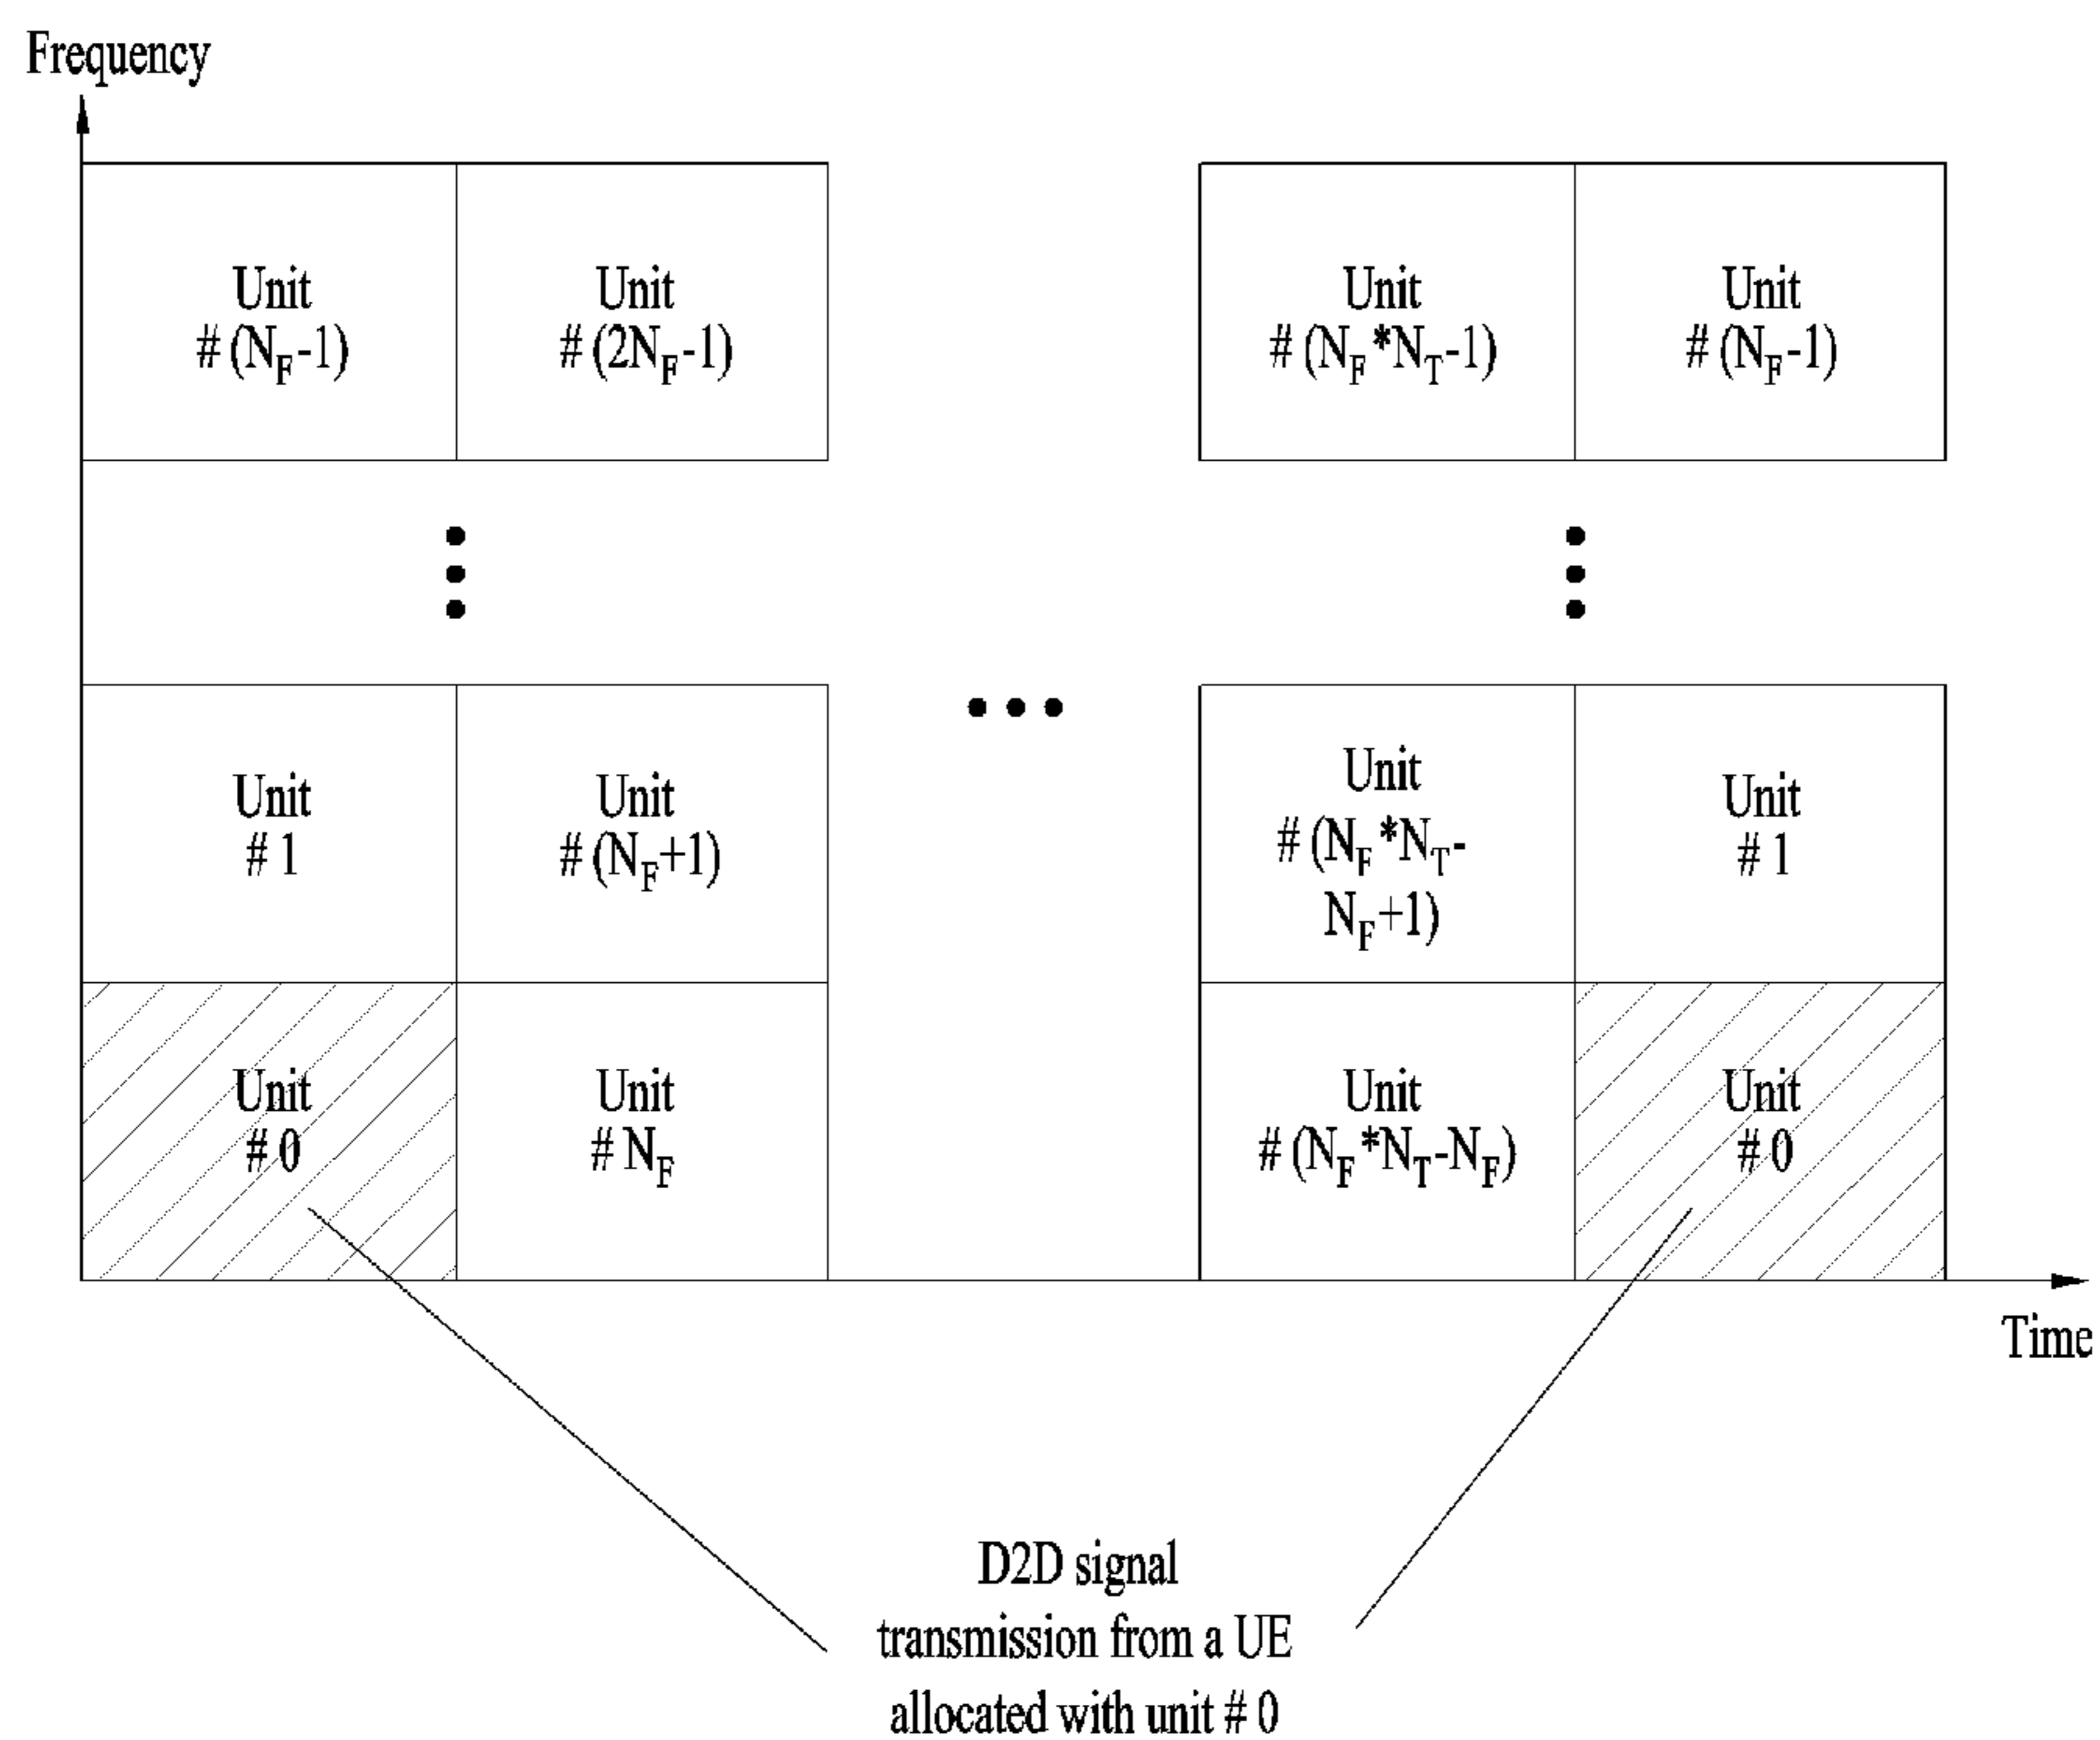 Frequency
Unit
# (N_F-1)
Unit
# (2N_F-1)
Unit
# (N_F*N_T-1)
Unit
# (N_F-1)
Unit
# 1
Unit
# (N_F+1)
Unit
# (N_F*N_T-
N_F+1)
Unit
# 1
Unit
# 0
Unit
# N_F
Unit
# (N_F*N_T-N_F)
Unit
# 0
Time
D2D signal
transmission from a UE
allocated with unit # 0